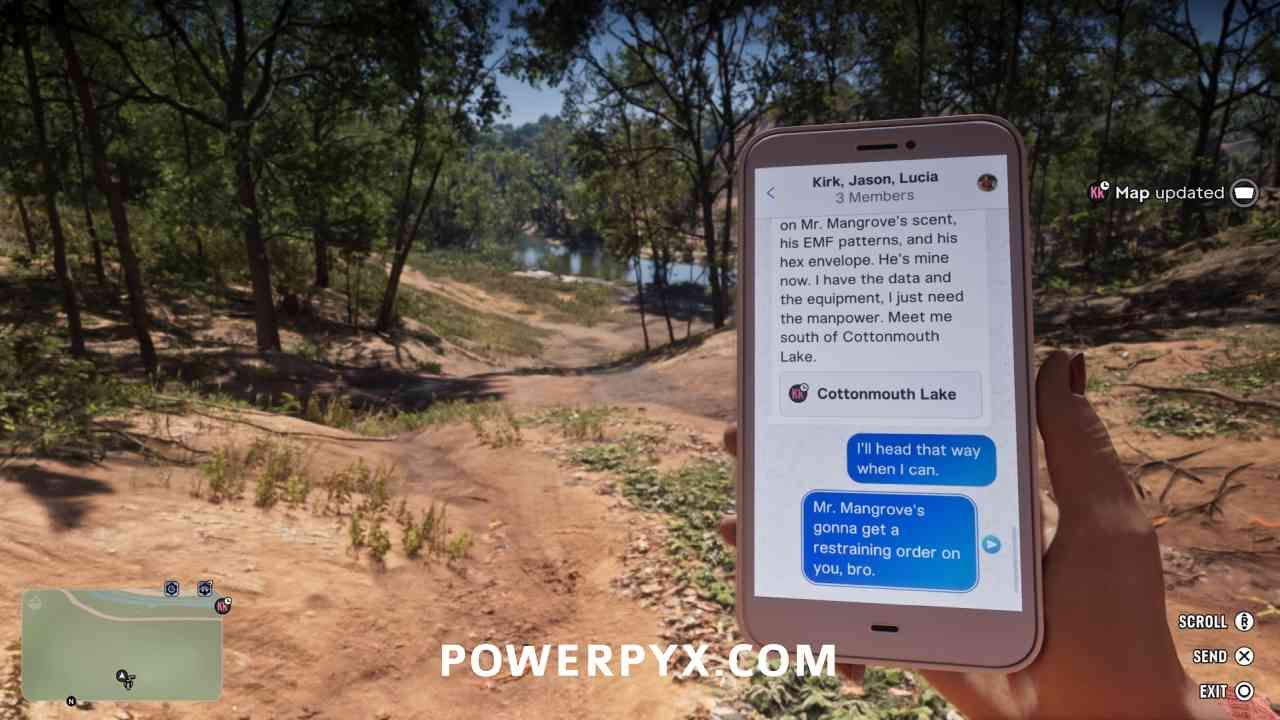 Kirk, Jason, Lucia
3 Members
on Mr. Mangrove's scent,
his EMF patterns, and his
hex envelope. He's mine
now. I have the data and
the equipment, I just need
the manpower. Meet me
south of Cottonmouth
Lake.
KK Cottonmouth Lake
I'll head that way
when I can.
Mr. Mangrove's
gonna get a
restraining order on
you, bro.
KK Map updated
KK
N
SCROLL R
SEND
EXIT
POWERPYX.COM